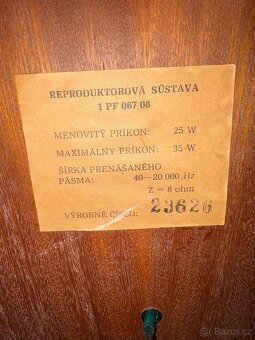 REPRODUKTOROVÁ SÚSTAVA
1 PF 067 08
MENOVITÝ PRÍKON: 25 W
MAXIMÁLNY PRÍKON: 35 W
ŠÍRKA PRENÁŠANÉHO
PÁSMA: 40—20 000 Hz
Z = 8 ohm
VÝROBNÉ ČÍSLO: 23626
sbazos.cz